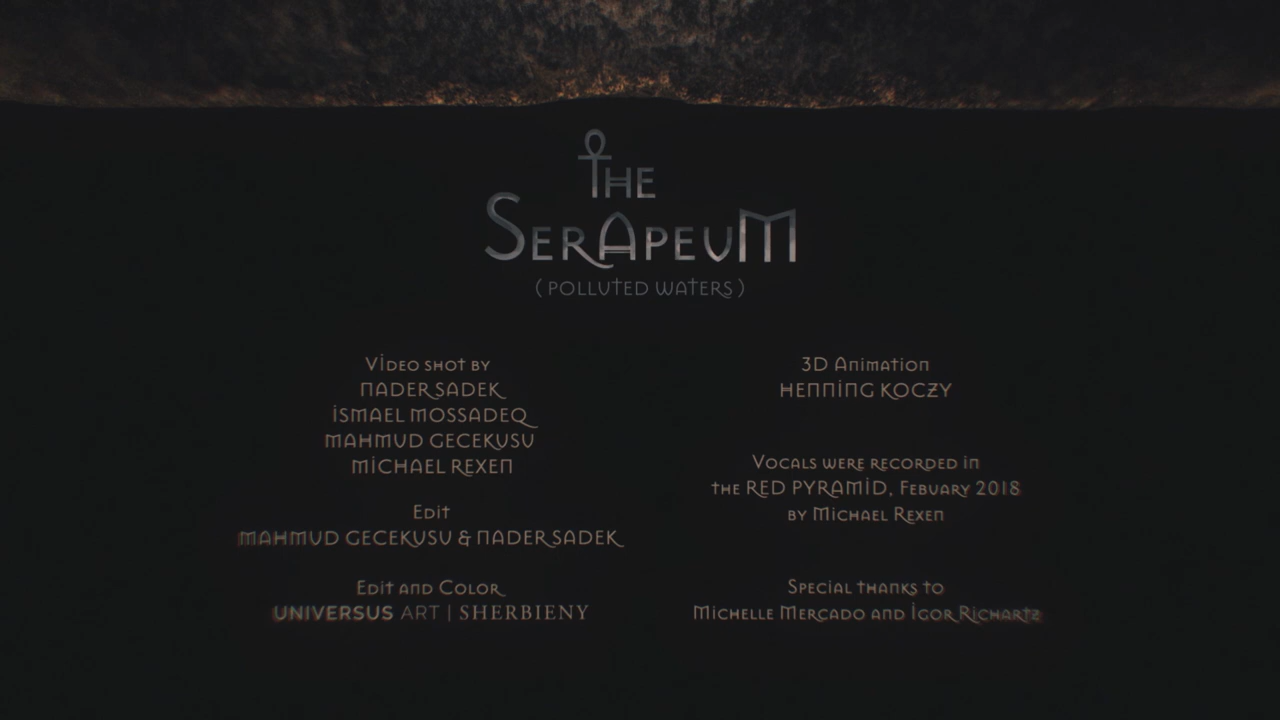 The
Serapeum
(Polluted Waters)
Video shot by
NADER SADEK
ISMAEL MOSSADEQ
MAHMUD GECEKUSU
MICHAEL REXEN
Edit
MAHMUD GECEKUSU & NADER SADEK
Edit and Color
UNIVERSUS ART | SHERBIENY
3D Animation
HENNING KOCZY
Vocals were recorded in
the RED PYRAMID, Febuary 2018
by Michael Rexen
Special thanks to
Michelle Mercado and Igor Richartz